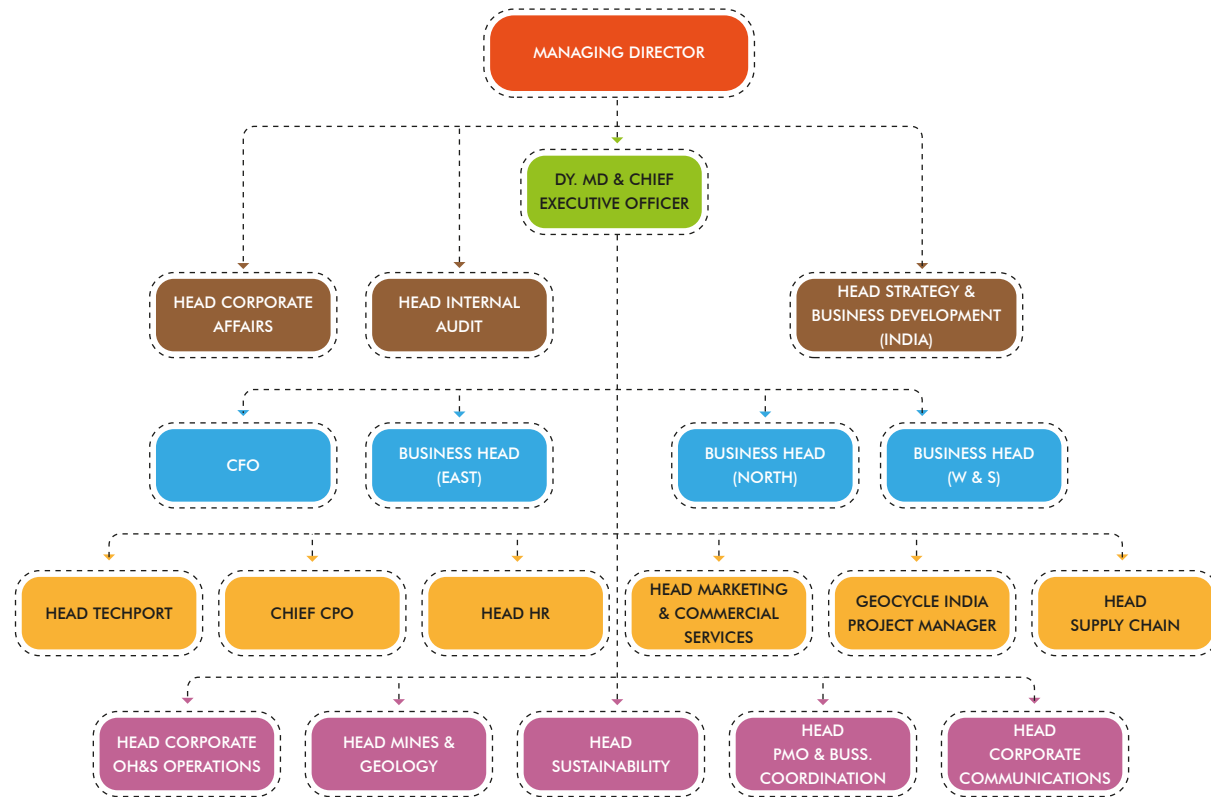 MANAGING DIRECTOR
DY. MD & CHIEF
EXECUTIVE OFFICER
HEAD CORPORATE
AFFAIRS
HEAD INTERNAL
AUDIT
HEAD STRATEGY &
BUSINESS DEVELOPMENT
(INDIA)
CFO
BUSINESS HEAD
(EAST)
BUSINESS HEAD
(NORTH)
BUSINESS HEAD
(W & S)
HEAD TECHPORT
CHIEF CPO
HEAD HR
HEAD MARKETING
& COMMERCIAL
SERVICES
GEOCYCLE INDIA
PROJECT MANAGER
HEAD
SUPPLY CHAIN
HEAD CORPORATE
OH&S OPERATIONS
HEAD MINES &
GEOLOGY
HEAD
SUSTAINABILITY
HEAD
PMO & BUSS.
COORDINATION
HEAD
CORPORATE
COMMUNICATIONS